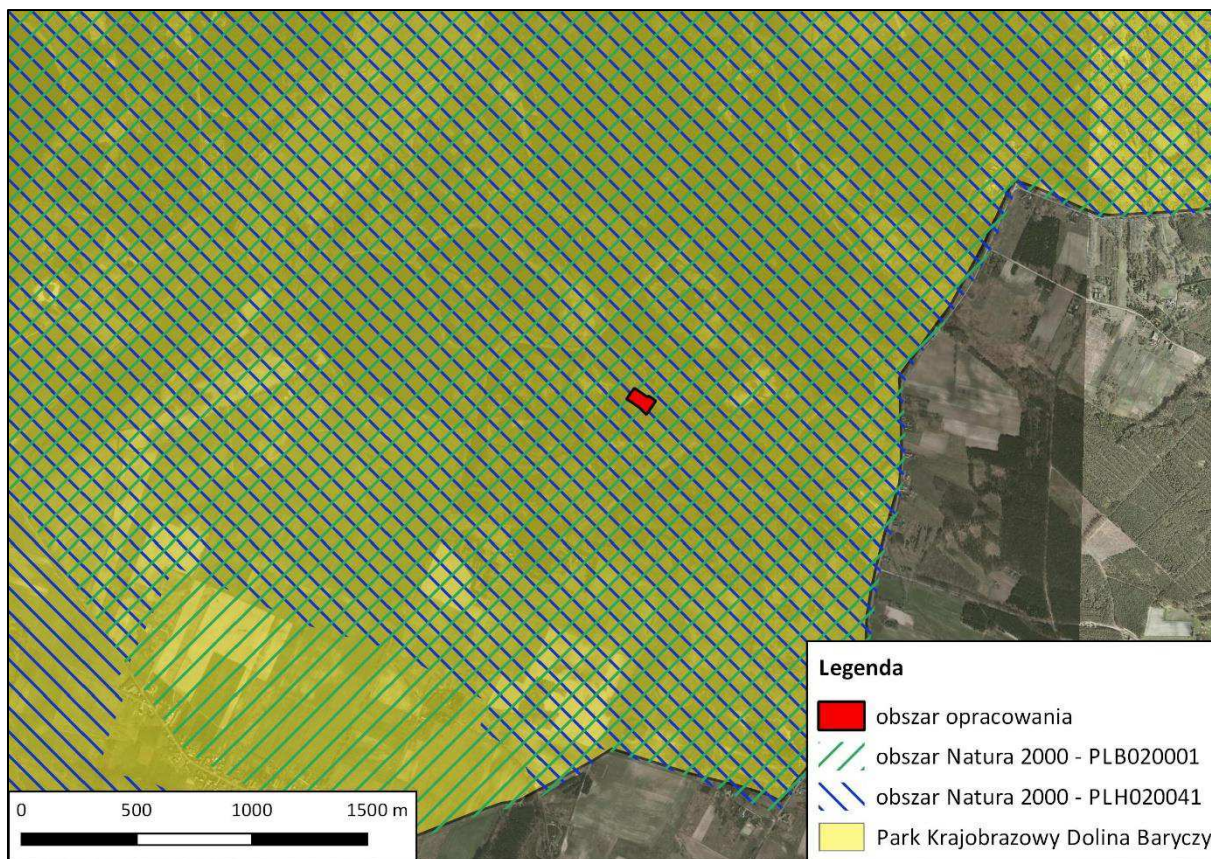 Legenda
obszar opracowania
obszar Natura 2000 - PLB020001
obszar Natura 2000 - PLH020041
Park Krajobrazowy Dolina Baryczy
0 500 1000 1500 m